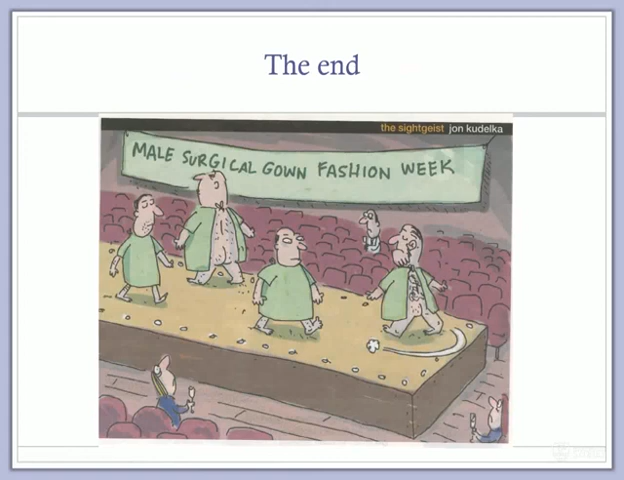 The end
the sightgeist jon kudelka
MALE SURGICAL GOWN FASHION WEEK